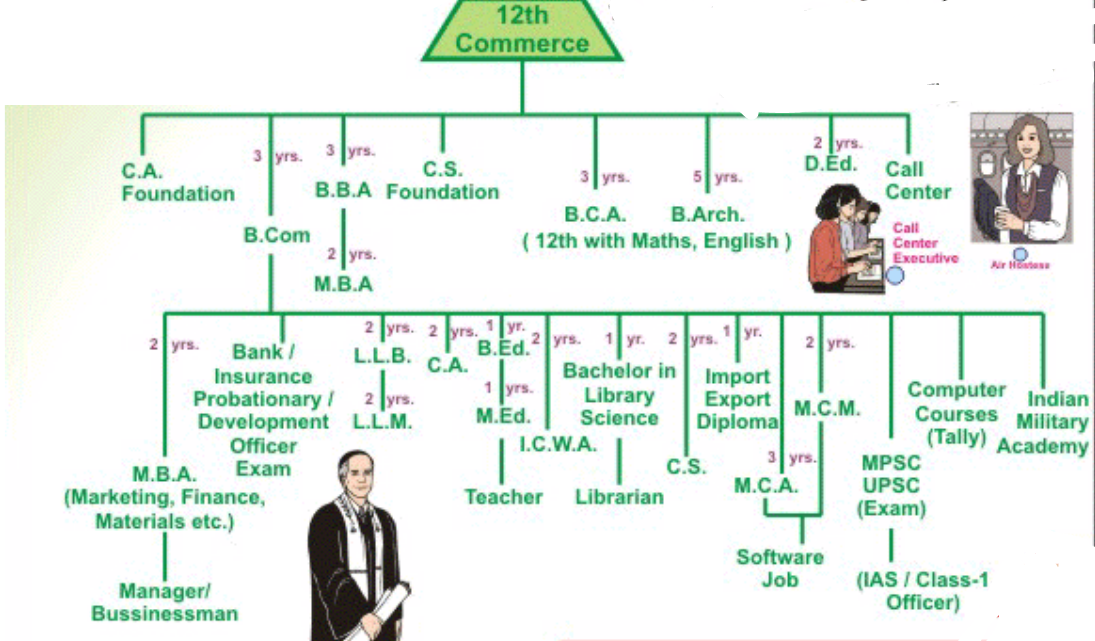 12th
Commerce
C.A.
Foundation
3 yrs.
B.Com
3 yrs.
B.B.A
2 yrs.
M.B.A
C.S.
Foundation
3 yrs.
B.C.A.
5 yrs.
B.Arch.
( 12th with Maths, English )
2 yrs.
D.Ed.
Call
Center
Call
Center
Executive
Air Hostess
2 yrs.
M.B.A.
(Marketing, Finance,
Materials etc.)
Manager/
Bussinessman
Bank /
Insurance
Probationary /
Development
Officer
Exam
2 yrs.
L.L.B.
2 yrs.
L.L.M.
2 yrs.
C.A.
1 yr.
B.Ed.
1 yr.
M.Ed.
Teacher
2 yrs.
I.C.W.A.
1 yr.
Bachelor in
Library
Science
Librarian
2 yrs.
C.S.
1 yr.
Import
Export
Diploma
3 yrs.
M.C.A.
2 yrs.
M.C.M.
Software
Job
MPSC
UPSC
(Exam)
(IAS / Class-1
Officer)
Computer
Courses
(Tally)
Indian
Military
Academy